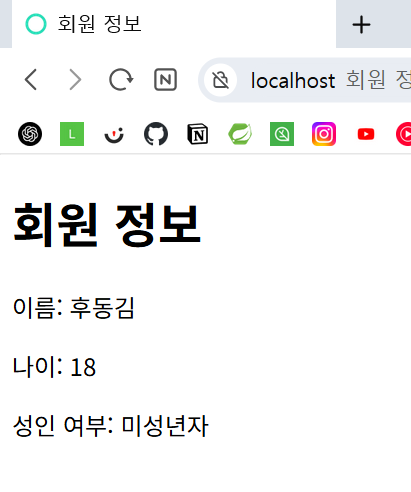 회원 정보
localhost 회원 정
회원 정보
이름: 후동김
나이: 18
성인 여부: 미성년자